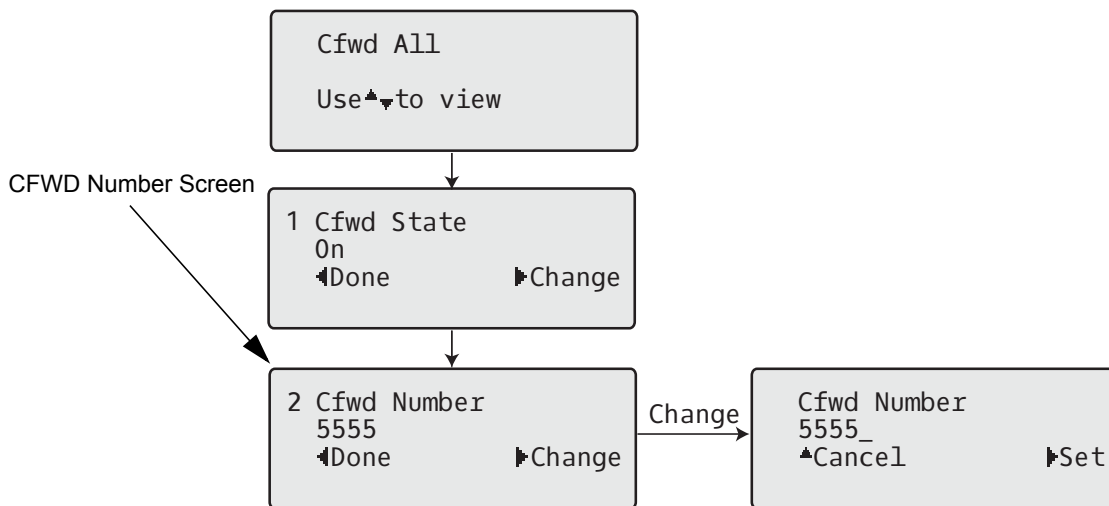 Cfwd All
Use▲▼to view
CFWD Number Screen
1 Cfwd State
On
◀Done ▶Change
2 Cfwd Number
5555
◀Done ▶Change
Change
Cfwd Number
5555_
▲Cancel ▶Set